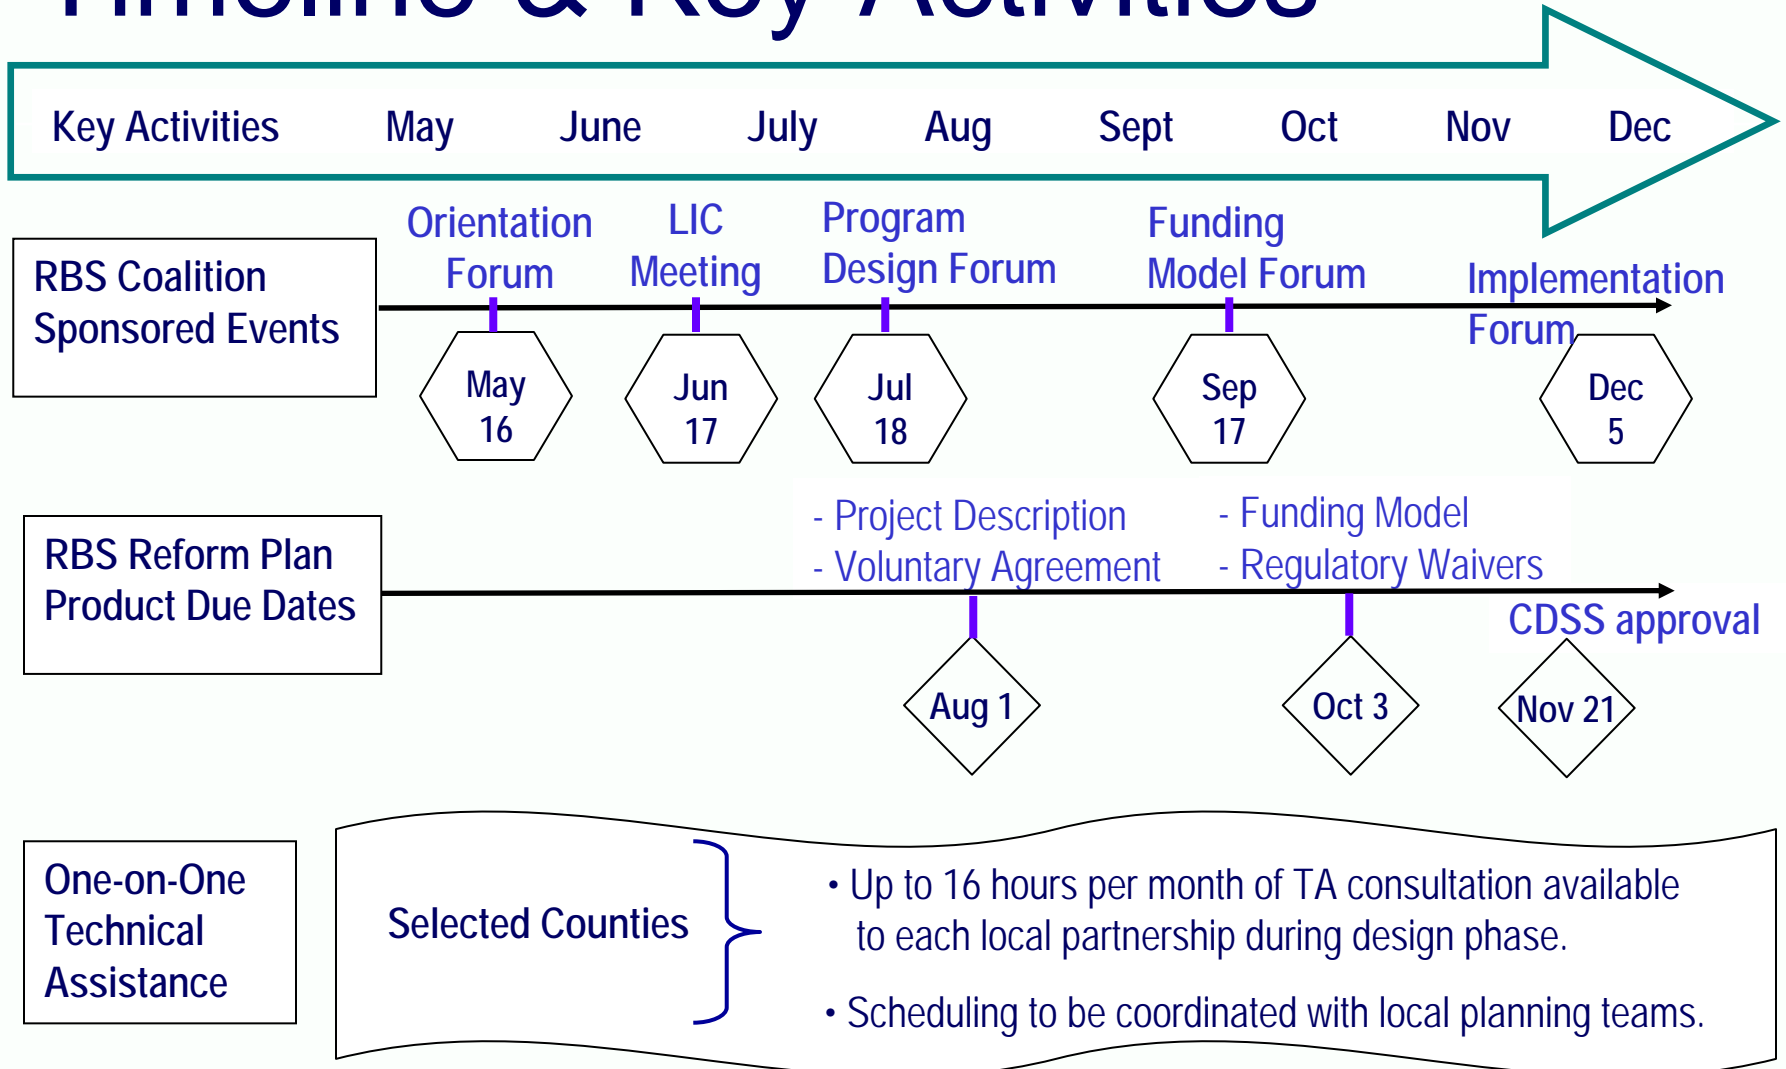 Timeline & Key Activities
Key Activities May June July Aug Sept Oct Nov Dec
RBS Coalition
Sponsored Events
Orientation
Forum
LIC
Meeting
Program
Design Forum
Funding
Model Forum
Implementation
Forum
May
16
Jun
17
Jul
18
Sep
17
Dec
5
RBS Reform Plan
Product Due Dates
- Project Description
- Voluntary Agreement
- Funding Model
- Regulatory Waivers
CDSS approval
Aug 1
Oct 3
Nov 21
One-on-One
Technical
Assistance
Selected Counties
• Up to 16 hours per month of TA consultation available
to each local partnership during design phase.
• Scheduling to be coordinated with local planning teams.